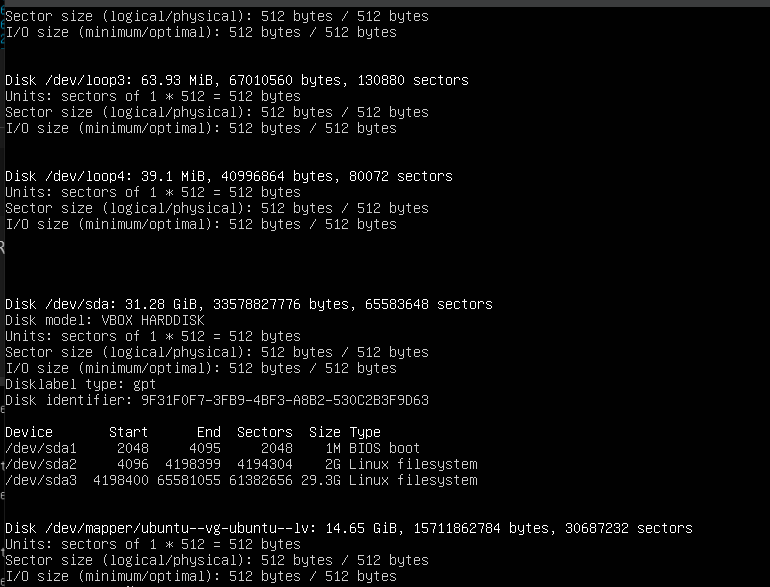 Sector size (logical/physical): 512 bytes / 512 bytes
I/O size (minimum/optimal): 512 bytes / 512 bytes
Disk /dev/loop3: 63.93 MiB, 67010560 bytes, 130880 sectors
Units: sectors of 1 * 512 = 512 bytes
Sector size (logical/physical): 512 bytes / 512 bytes
I/O size (minimum/optimal): 512 bytes / 512 bytes
Disk /dev/loop4: 39.1 MiB, 40996864 bytes, 80072 sectors
Units: sectors of 1 * 512 = 512 bytes
Sector size (logical/physical): 512 bytes / 512 bytes
I/O size (minimum/optimal): 512 bytes / 512 bytes
Disk /dev/sda: 31.28 GiB, 33578827776 bytes, 65583648 sectors
Disk model: VBOX HARDDISK
Units: sectors of 1 * 512 = 512 bytes
Sector size (logical/physical): 512 bytes / 512 bytes
I/O size (minimum/optimal): 512 bytes / 512 bytes
Disklabel type: gpt
Disk identifier: 9F31F0F7-3FB9-4BF3-A8B2-530C2B3F9D63
Device Start End Sectors Size Type
/dev/sda1 2048 4095 2048 1M BIOS boot
/dev/sda2 4096 4198399 4194304 2G Linux filesystem
/dev/sda3 4198400 65581055 61382656 29.3G Linux filesystem
Disk /dev/mapper/ubuntu--vg-ubuntu--lv: 14.65 GiB, 15711862784 bytes, 30687232 sectors
Units: sectors of 1 * 512 = 512 bytes
Sector size (logical/physical): 512 bytes / 512 bytes
I/O size (minimum/optimal): 512 bytes / 512 bytes